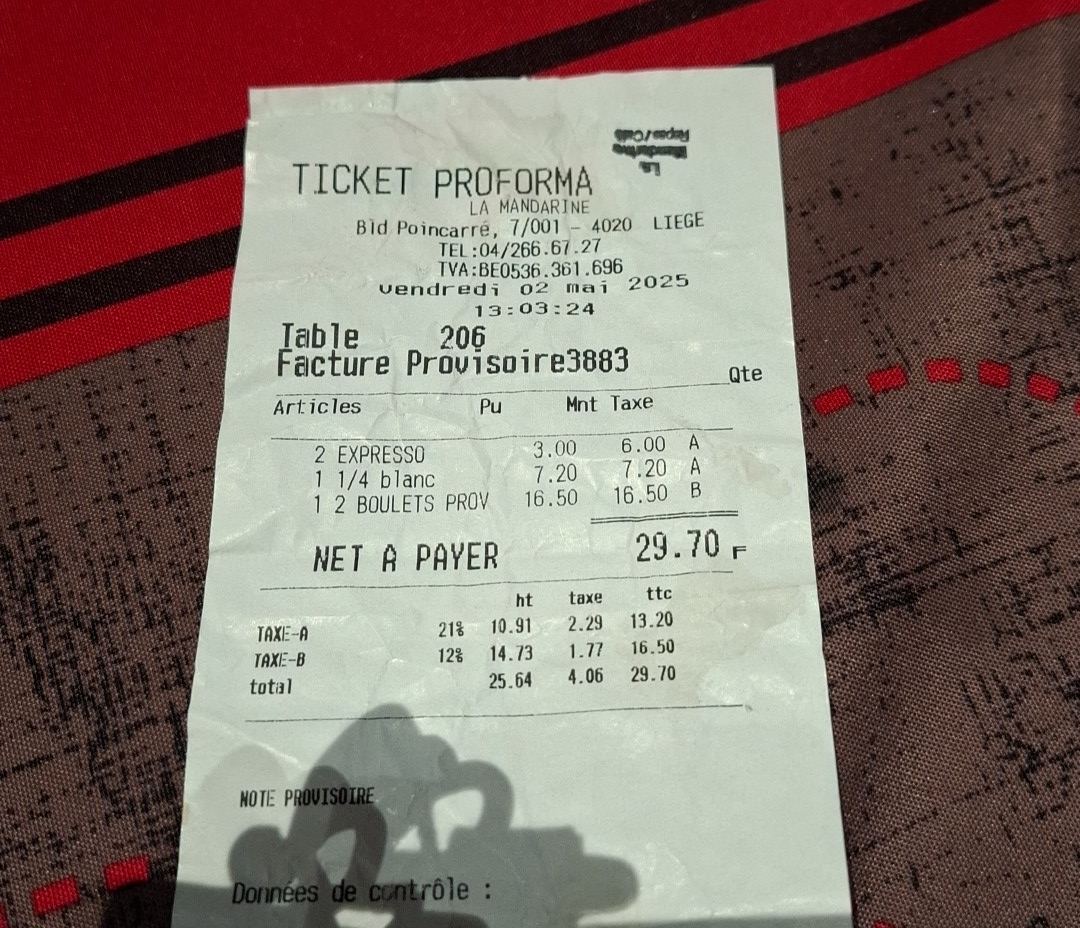 La
Mandarine
Repas/Café
TICKET PROFORMA
LA MANDARINE
Bld Poincarré, 7/001 - 4020 LIEGE
TEL:04/266.67.27
TVA:BE0536.361.696
vendredi 02 mai 2025
13:03:24
Table 206
Facture Provisoire3883
Qte
Articles Pu Mnt Taxe
2 EXPRESSO 3.00 6.00 A
1 1/4 blanc 7.20 7.20 A
1 2 BOULETS PROV 16.50 16.50 B
NET A PAYER 29.70 F
ht taxe ttc
TAXE-A 21% 10.91 2.29 13.20
TAXE-B 12% 14.73 1.77 16.50
total 25.64 4.06 29.70
NOTE PROVISOIRE
Données de contrôle :